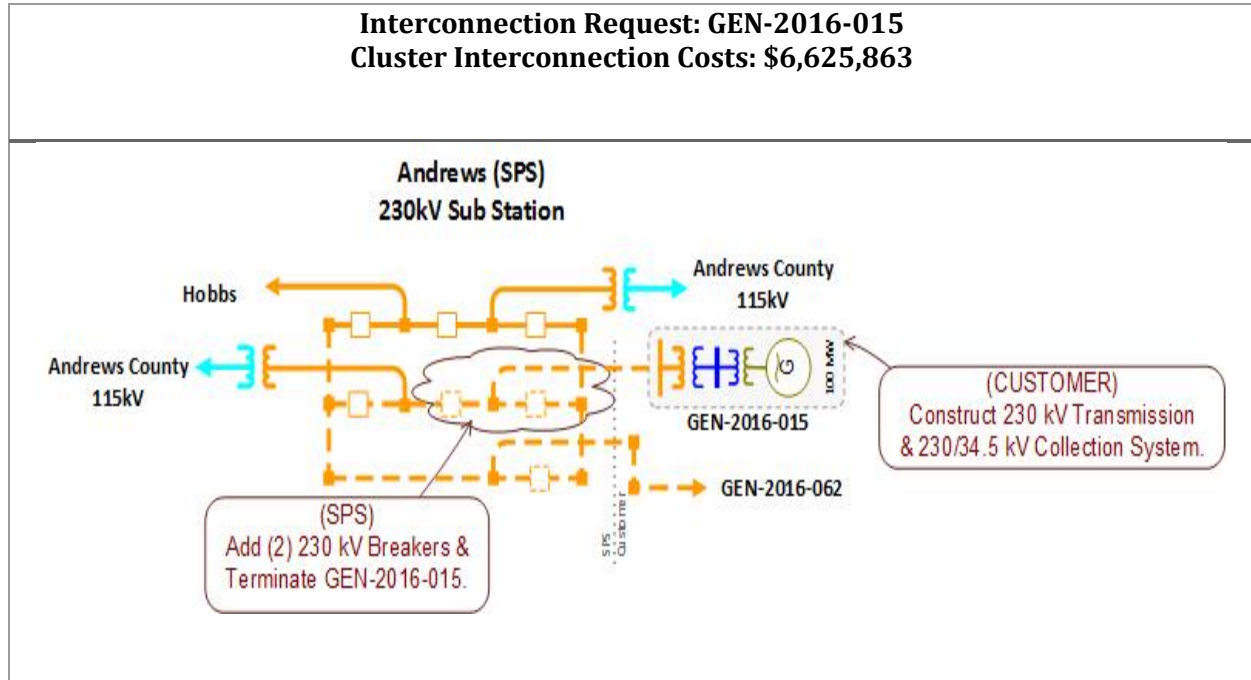 Interconnection Request: GEN-2016-015
Cluster Interconnection Costs: $6,625,863
Andrews (SPS)
230kV Sub Station
Hobbs
Andrews County
115kV
Andrews County
115kV
G
100 MW
GEN-2016-015
(CUSTOMER)
Construct 230 kV Transmission
& 230/34.5 kV Collection System.
GEN-2016-062
(SPS)
Add (2) 230 kV Breakers &
Terminate GEN-2016-015.
SPS
Customer